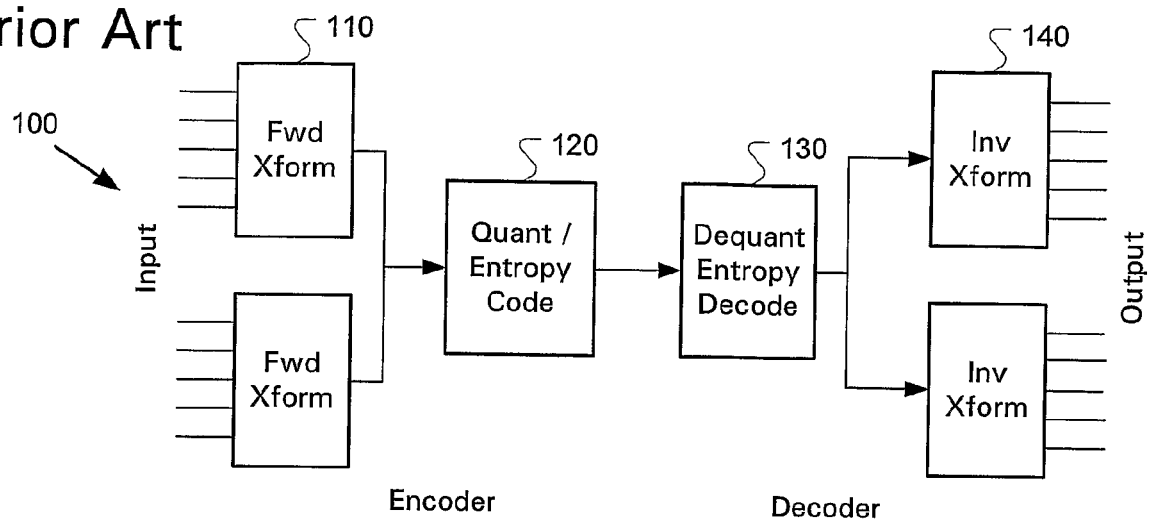 rior Art
110
140
100
Fwd
Xform
120
130
Inv
Xform
Input
Quant /
Entropy
Code
Dequant
Entropy
Decode
Output
Fwd
Xform
Inv
Xform
Encoder
Decoder